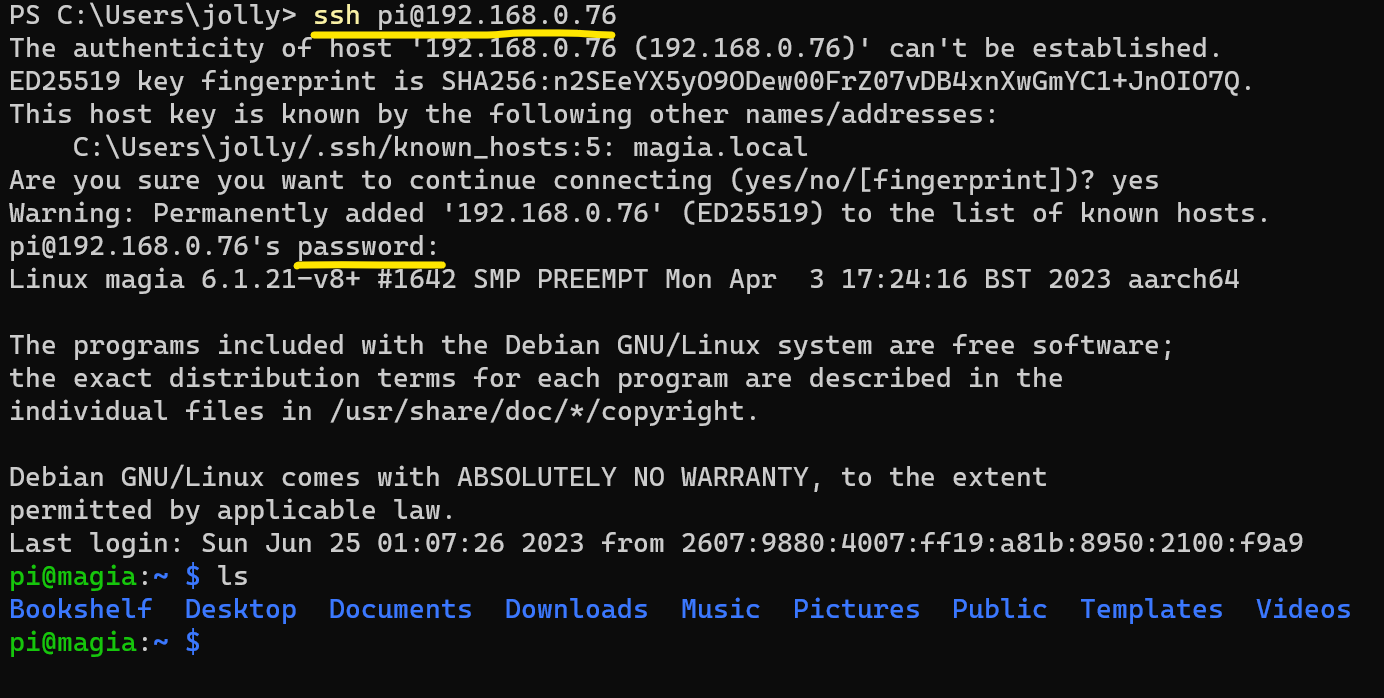 PS C:\Users\jolly> ssh pi@192.168.0.76
The authenticity of host '192.168.0.76 (192.168.0.76)' can't be established.
ED25519 key fingerprint is SHA256:n2SEeYX5yO9ODew00FrZ07vDB4xnXwGmYC1+JnOIO7Q.
This host key is known by the following other names/addresses:
    C:\Users\jolly/.ssh/known_hosts:5: magia.local
Are you sure you want to continue connecting (yes/no/[fingerprint])? yes
Warning: Permanently added '192.168.0.76' (ED25519) to the list of known hosts.
pi@192.168.0.76's password:
Linux magia 6.1.21-v8+ #1642 SMP PREEMPT Mon Apr  3 17:24:16 BST 2023 aarch64

The programs included with the Debian GNU/Linux system are free software;
the exact distribution terms for each program are described in the
individual files in /usr/share/doc/*/copyright.

Debian GNU/Linux comes with ABSOLUTELY NO WARRANTY, to the extent
permitted by applicable law.
Last login: Sun Jun 25 01:07:26 2023 from 2607:9880:4007:ff19:a81b:8950:2100:f9a9
pi@magia:~ $ ls
Bookshelf  Desktop  Documents  Downloads  Music  Pictures  Public  Templates  Videos
pi@magia:~ $